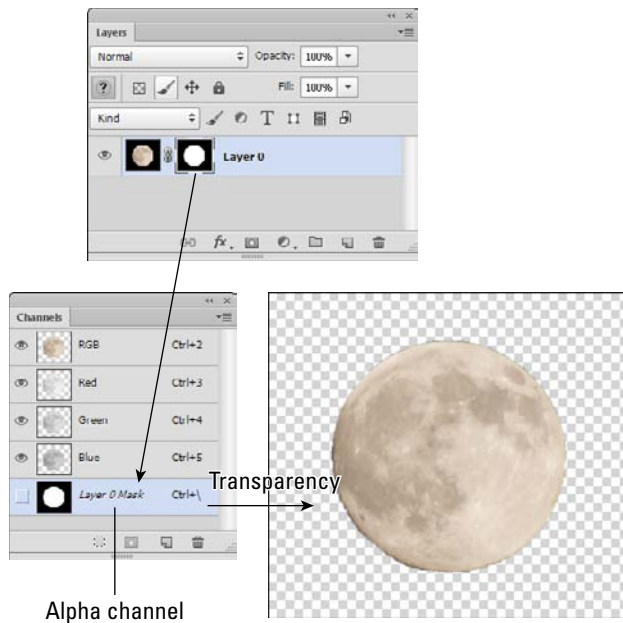 Layers
Normal Opacity: 100%
Fill: 100%
Kind T
Layer 0
fx
Channels
RGB Ctrl+2
Red Ctrl+3
Green Ctrl+4
Blue Ctrl+5
Layer 0 Mask Ctrl+\
Transparency
Alpha channel